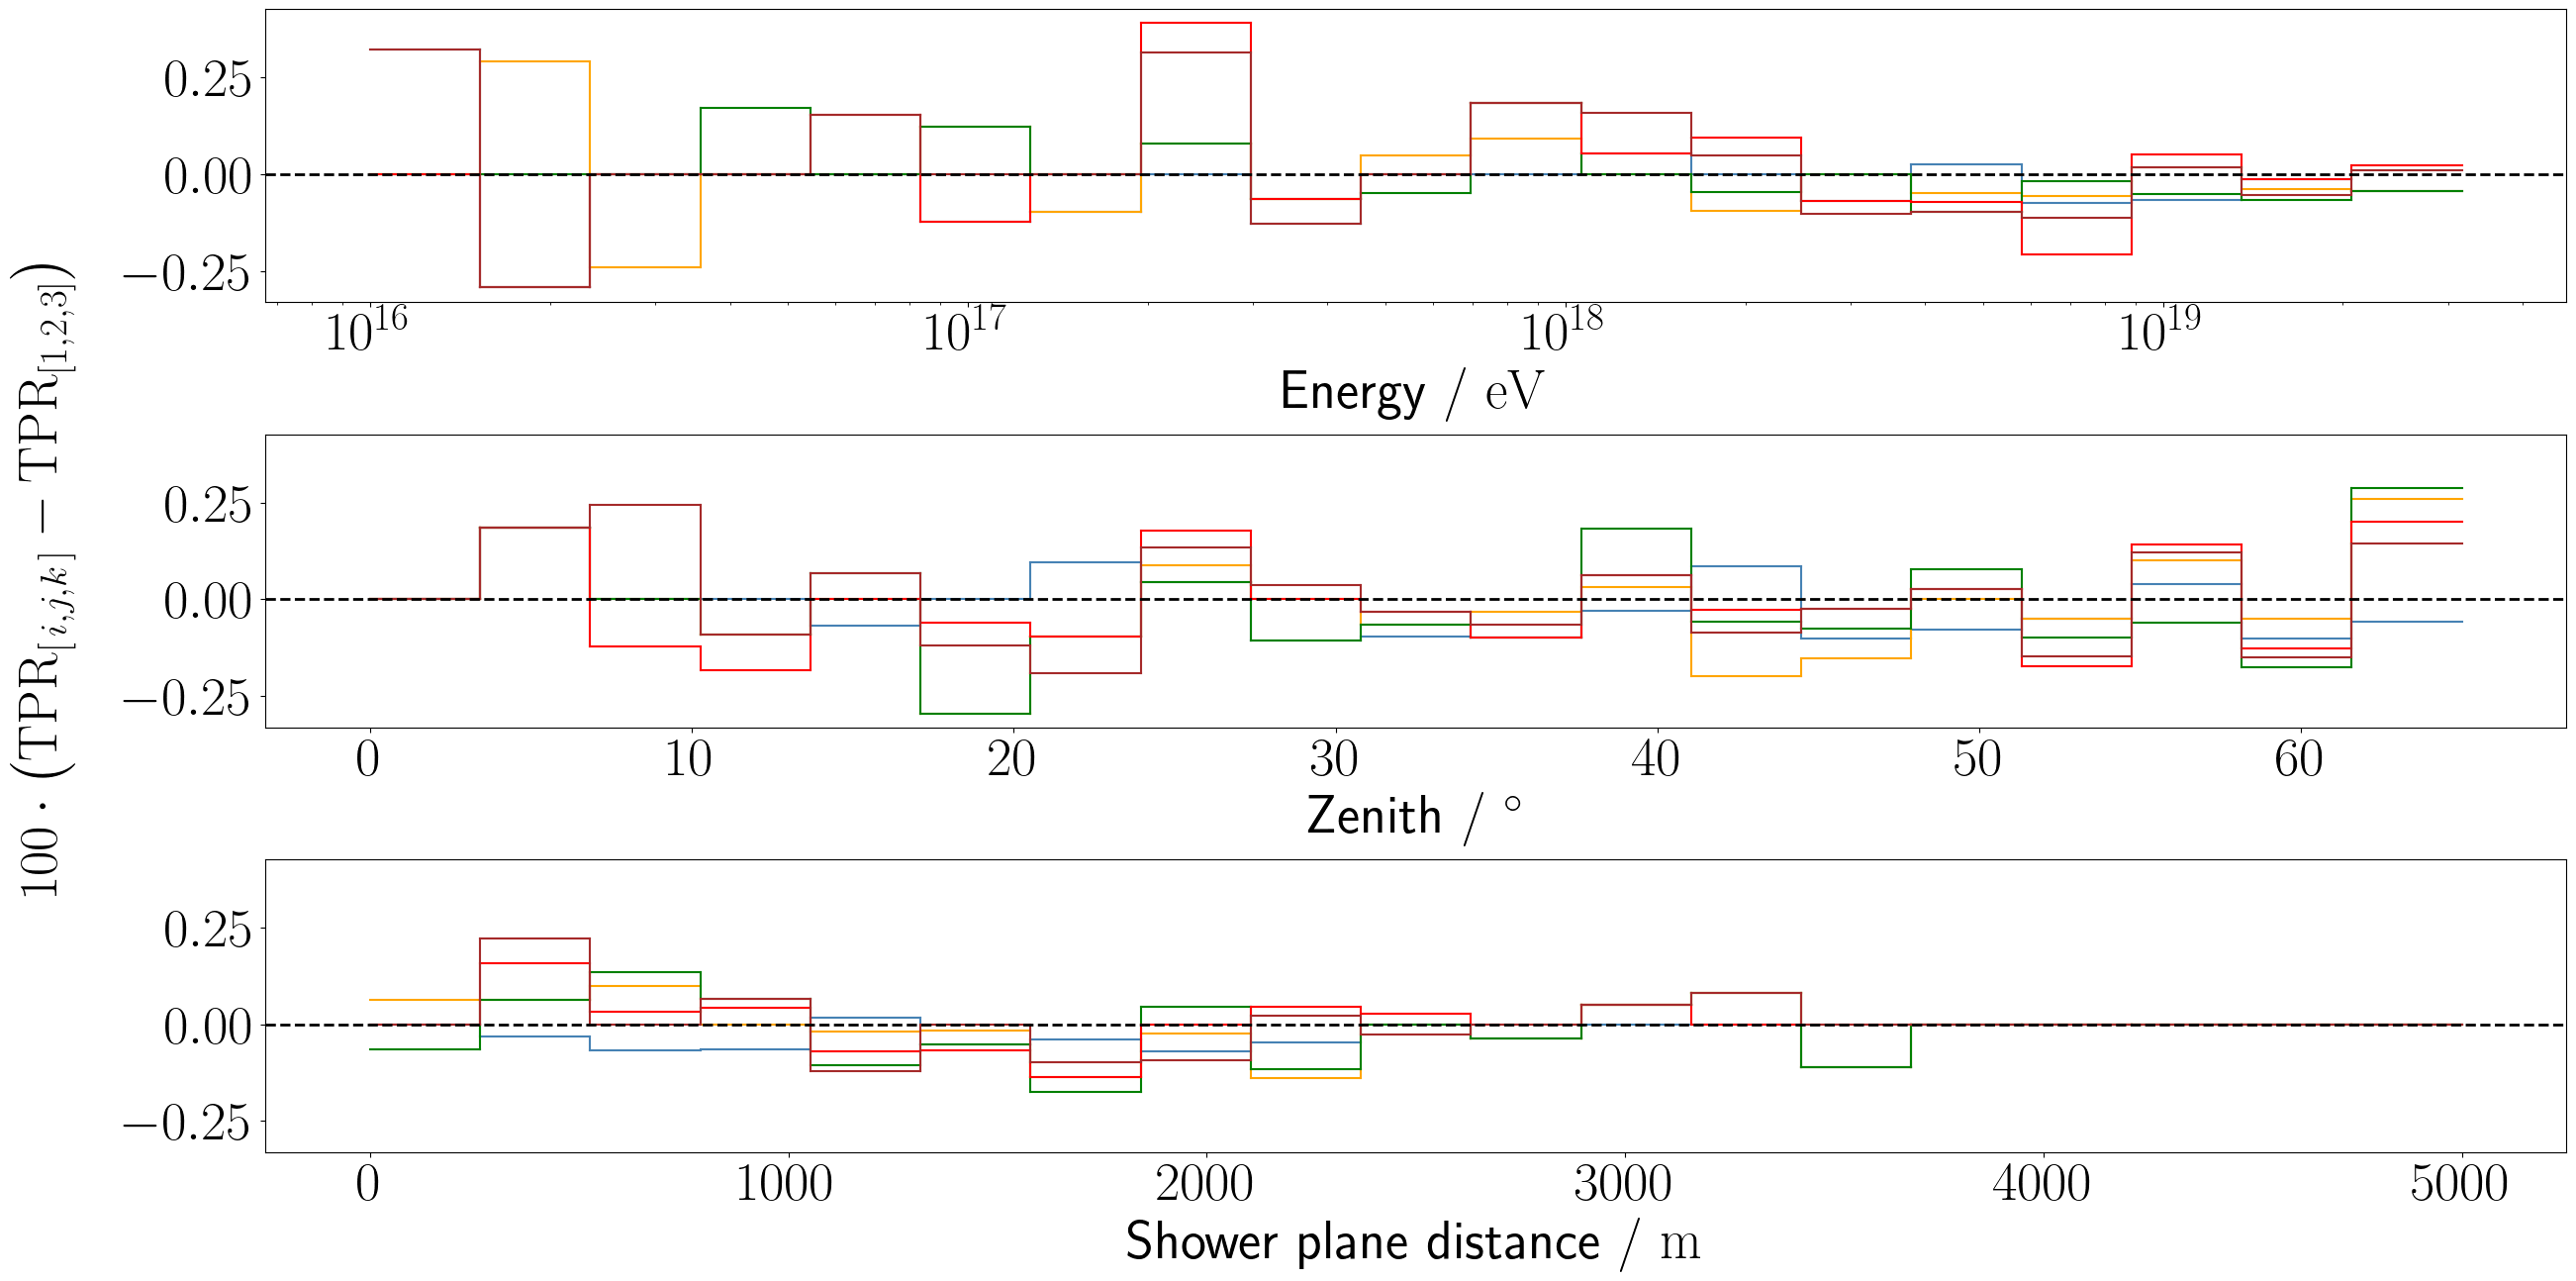 100 · (TPR[i,j,k] − TPR[1,2,3])
0.25
0.00
−0.25
10^16 10^17 10^18 10^19
Energy / eV
0.25
0.00
−0.25
0 10 20 30 40 50 60
Zenith / °
0.25
0.00
−0.25
0 1000 2000 3000 4000 5000
Shower plane distance / m